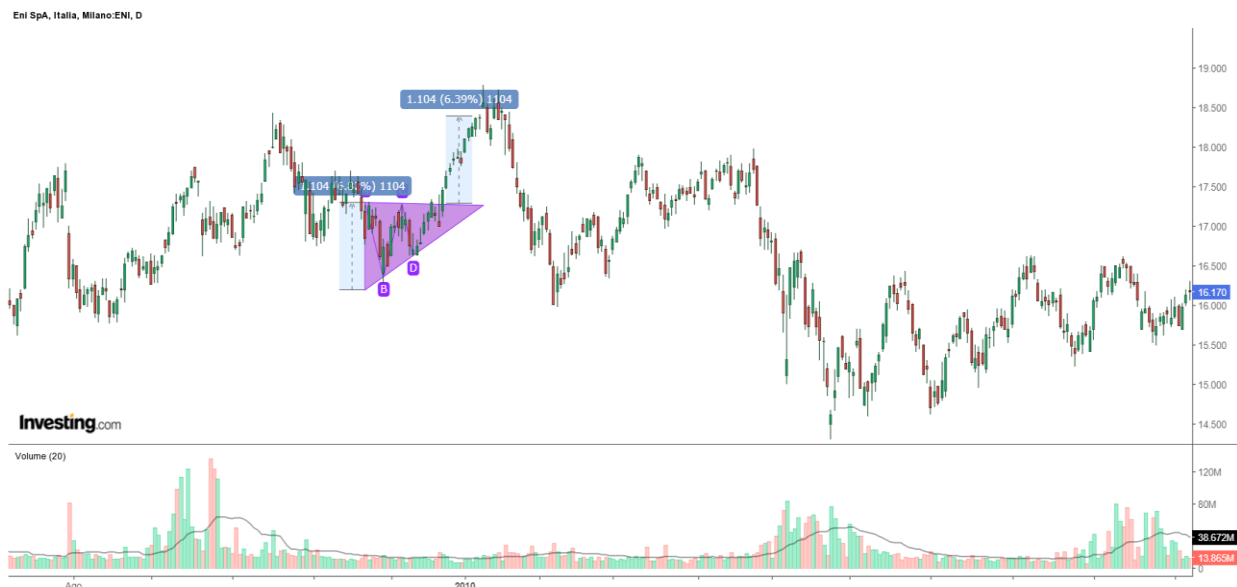 Eni SpA, Italia, Milano:ENI, D
19.000
1.104 (6.39%) 1104
18.500
18.000
1.104 (6.84%) 1104
17.500
17.000
D
16.500
B
16.170
16.000
15.500
15.000
14.500
Investing.com
Volume (20)
120M
80M
38.672M
13.865M
0
Ago
2010